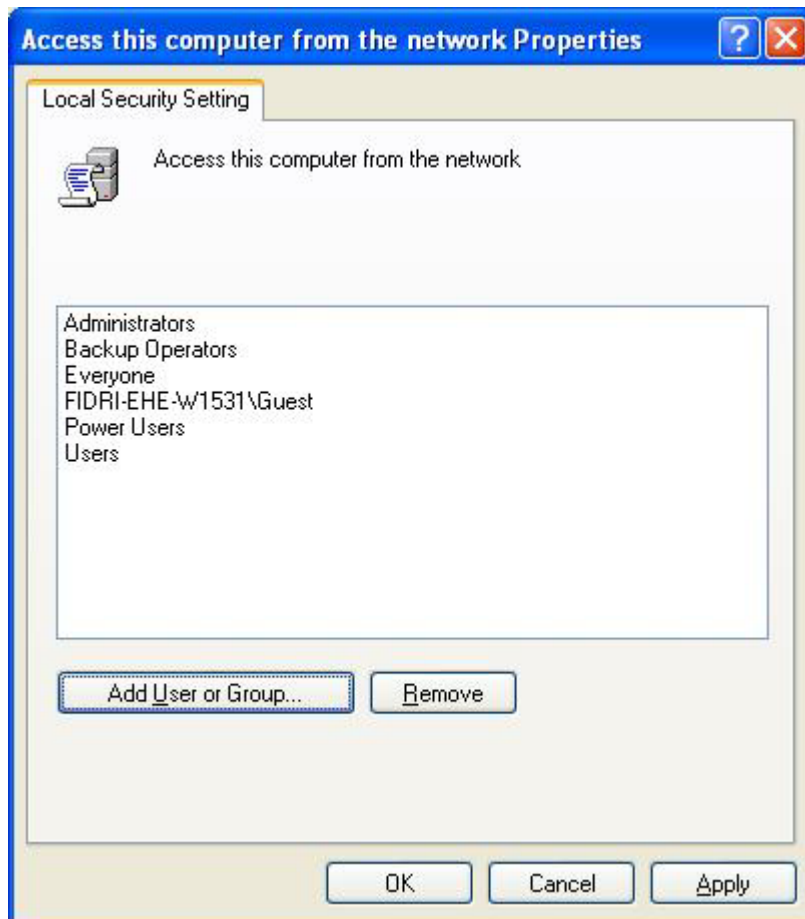 Access this computer from the network Properties
Local Security Setting
Access this computer from the network
Administrators
Backup Operators
Everyone
FIDRI-EHE-W1531\Guest
Power Users
Users
Add User or Group...
Remove
OK
Cancel
Apply